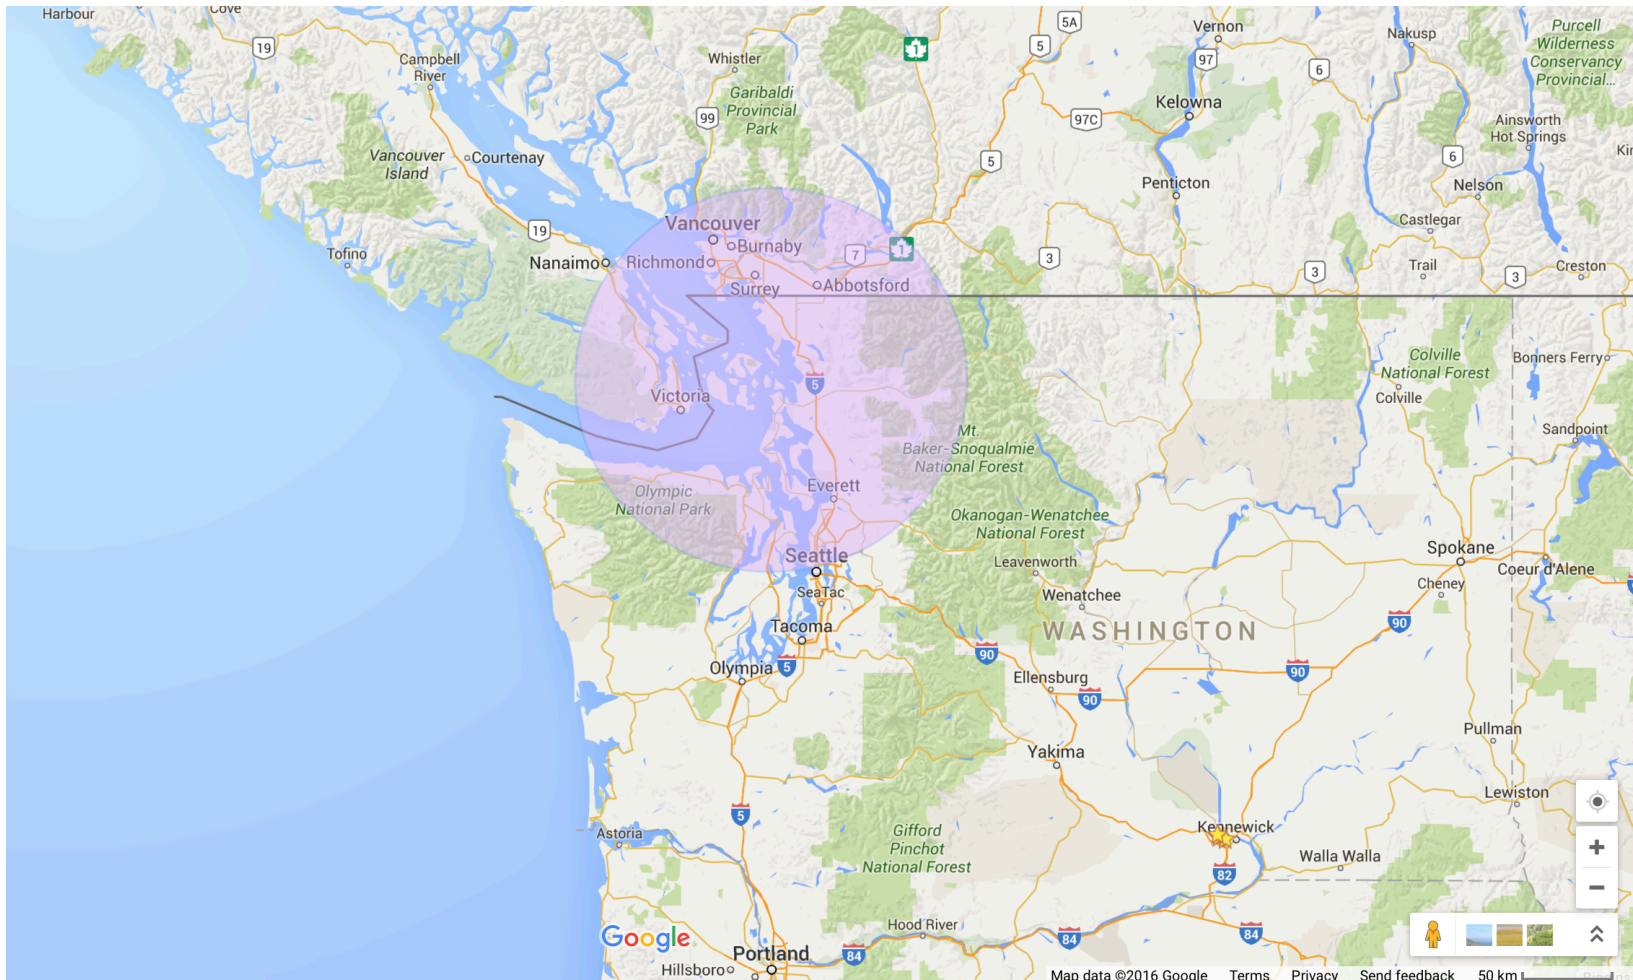 Harbour
Cove
19
Campbell
River
Whistler
5A
1
5
Vernon
97
Nakusp
Purcell
Wilderness
Conservancy
Provincial...
6
Garibaldi
Provincial
Park
99
Kelowna
97C
Ainsworth
Hot Springs
Vancouver
Island
Courtenay
5
6
Penticton
Nelson
Castlegar
Vancouver
19
Burnaby
Tofino
Nanaimo
Richmond
7
1
3
3
Trail
3
Creston
Surrey
Abbotsford
Colville
National Forest
Bonners Ferry
5
Victoria
Colville
Sandpoint
Mt.
Baker-Snoqualmie
National Forest
Olympic
National Park
Everett
Okanogan-Wenatchee
National Forest
Seattle
Leavenworth
Spokane
Coeur d'Alene
SeaTac
Wenatchee
Cheney
Tacoma
WASHINGTON
90
90
Olympia
5
90
Ellensburg
90
Yakima
Pullman
Lewiston
5
Astoria
Gifford
Pinchot
National Forest
Kennewick
Walla Walla
82
Hood River
84
84
Google
Portland
84
Hillsboro
Map data ©2016 Google
Terms
Privacy
Send feedback
50 km